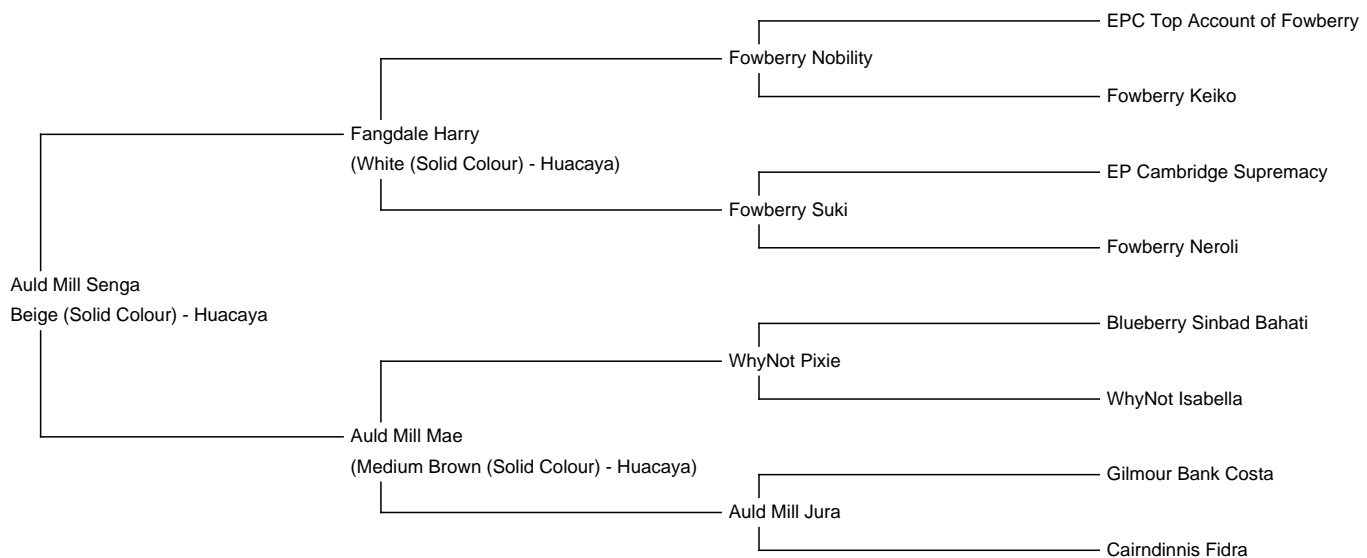 EPC Top Account of Fowberry
Fowberry Nobility
Fowberry Keiko
Fangdale Harry
(White (Solid Colour) - Huacaya)
EP Cambridge Supremacy
Fowberry Suki
Fowberry Neroli
Auld Mill Senga
Beige (Solid Colour) - Huacaya
Blueberry Sinbad Bahati
WhyNot Pixie
WhyNot Isabella
Auld Mill Mae
(Medium Brown (Solid Colour) - Huacaya)
Gilmour Bank Costa
Auld Mill Jura
Cairndinnis Fidra